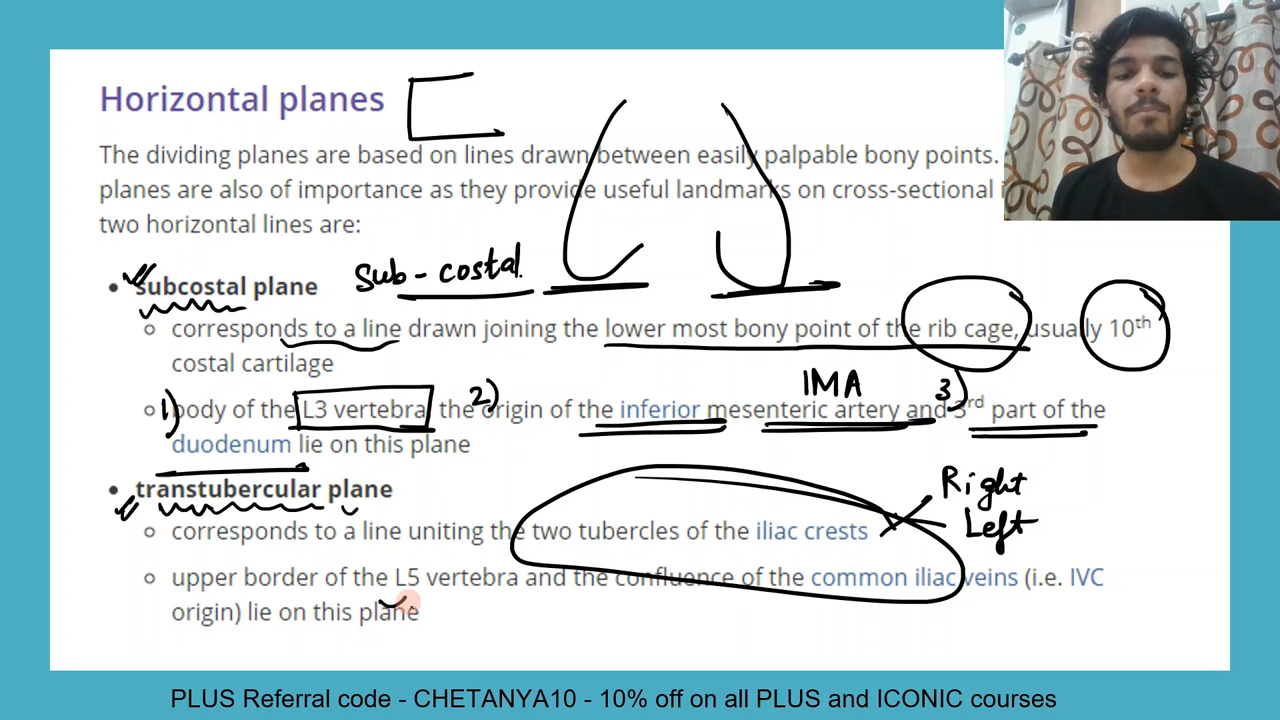 Horizontal planes
The dividing planes are based on lines drawn between easily palpable bony points.
planes are also of importance as they provide useful landmarks on cross-sectional
two horizontal lines are:
Sub-costal
subcostal plane
corresponds to a line drawn joining the lower most bony point of the rib cage, usually 10th
costal cartilage
IMA
1) 2) 3)
body of the L3 vertebra, the origin of the inferior mesenteric artery and 3rd part of the
duodenum lie on this plane
transtubercular plane
Right
Left
corresponds to a line uniting the two tubercles of the iliac crests
upper border of the L5 vertebra and the confluence of the common iliac veins (i.e. IVC
origin) lie on this plane
PLUS Referral code - CHETANYA10 - 10% off on all PLUS and ICONIC courses